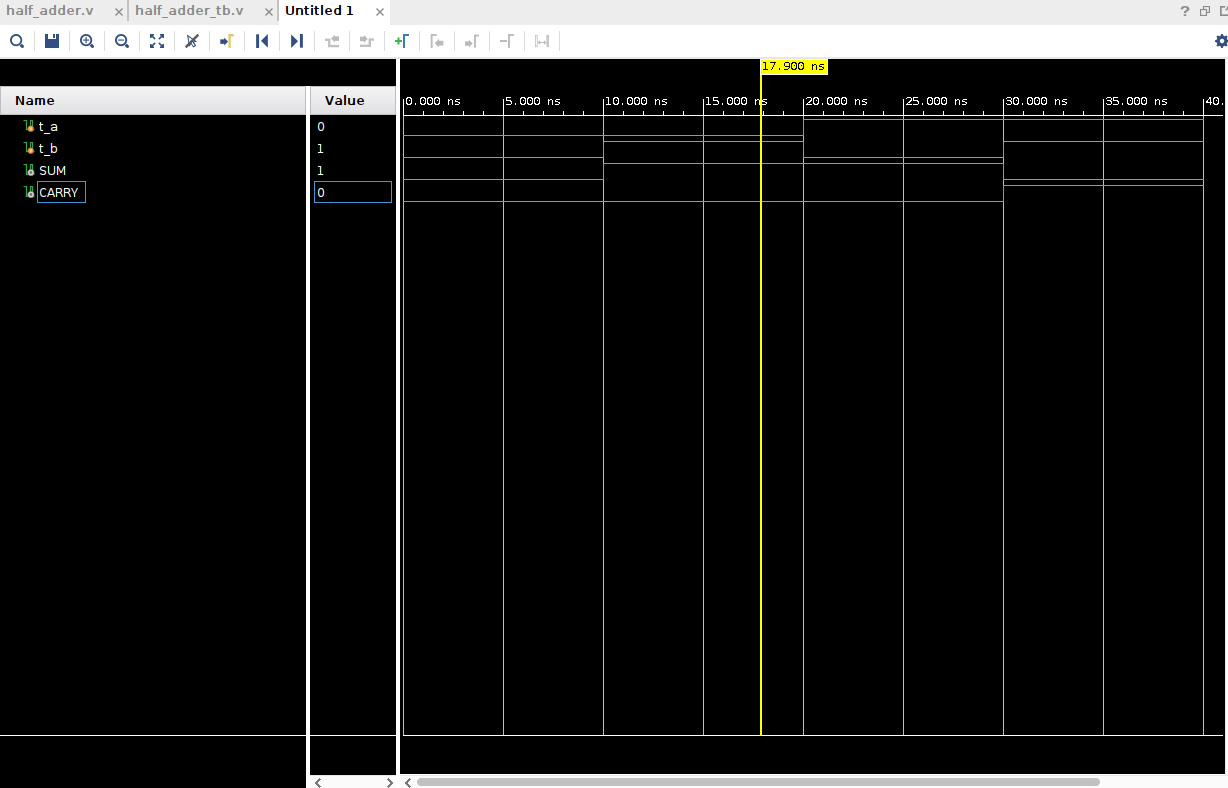 half_adder.v × half_adder_tb.v × Untitled 1 × ?
17.900 ns
Name Value 0.000 ns 5.000 ns 10.000 ns 15.000 ns 20.000 ns 25.000 ns 30.000 ns 35.000 ns 40.
t_a 0
t_b 1
SUM 1
CARRY 0